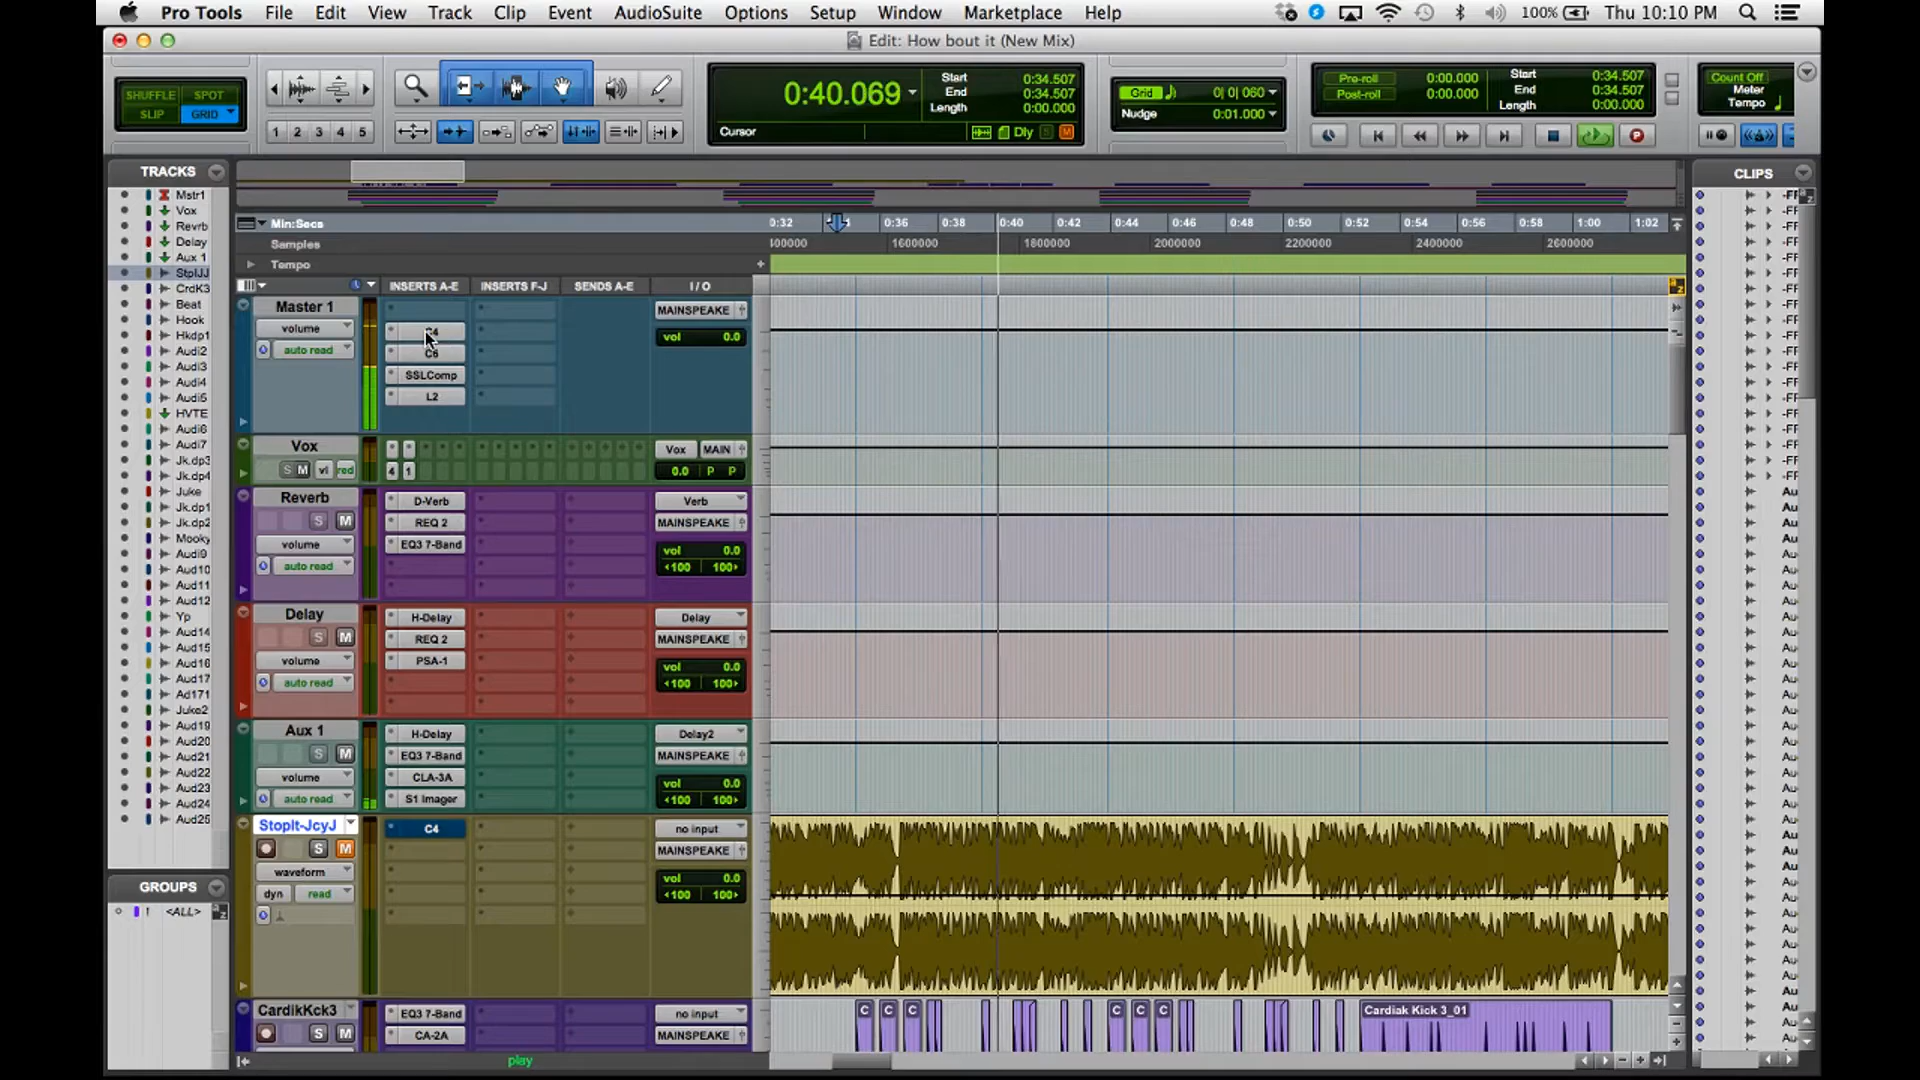 Pro Tools File Edit View Track Clip Event AudioSuite Options Setup Window Marketplace Help 100% Thu 10:10 PM
Edit: How bout it (New Mix)
SHUFFLE SPOT
SLIP GRID
1 2 3 4 5
0:40.069
Start 0:34.507
End 0:34.507
Length 0:00.000
Cursor
Dly S M
Grid 0| 0| 060
Nudge 0:01.000
Pre-roll 0:00.000
Post-roll 0:00.000
Start 0:34.507
End 0:34.507
Length 0:00.000
Count Off
Meter
Tempo
TRACKS
Mstr1
Vox
Revrb
Delay
Aux 1
StpIJJ
CrdK3
Beat
Hook
Hkdp1
Audi2
Audi3
Audi4
Audi5
HVTE
Audi6
Audi7
Jk.dp3
Jk.dp4
Juke
Jk.dp1
Jk.dp2
Mooky
Audi9
Aud10
Aud11
Aud12
Yp
Aud14
Aud15
Aud16
Aud17
Ad171
Juke2
Aud19
Aud20
Aud21
Aud22
Aud23
Aud24
Aud25
GROUPS
1 <ALL>
Min:Secs 0:32 0:36 0:38 0:40 0:42 0:44 0:46 0:48 0:50 0:52 0:54 0:56 0:58 1:00 1:02
Samples 400000 1600000 1800000 2000000 2200000 2400000 2600000
Tempo
INSERTS A-E INSERTS F-J SENDS A-E I / O
Master 1
volume
auto read
C4
C6
SSLComp
L2
MAINSPEAKE
vol 0.0
Vox
S M vl red
4 1
Vox MAIN
0.0 P P
Reverb
S M
volume
auto read
D-Verb
REQ 2
EQ3 7-Band
Verb
MAINSPEAKE
vol 0.0
100 100
Delay
S M
volume
auto read
H-Delay
REQ 2
PSA-1
Delay
MAINSPEAKE
vol 0.0
100 100
Aux 1
S M
volume
auto read
H-Delay
EQ3 7-Band
CLA-3A
S1 Imager
Delay2
MAINSPEAKE
vol 0.0
100 100
StopIt-JcyJ
S M
waveform
dyn read
C4
no input
MAINSPEAKE
vol 0.0
100 100
CardikKck3
S M
EQ3 7-Band
CA-2A
no input
MAINSPEAKE
C C C C C C Cardiak Kick 3_01
play
CLIPS